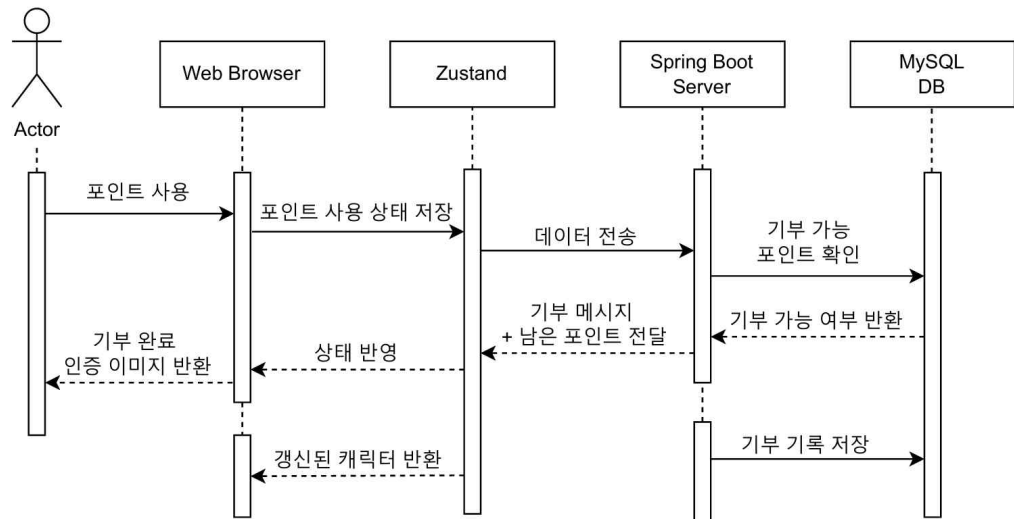 Actor
Web Browser
Zustand
Spring Boot
Server
MySQL
DB
포인트 사용
포인트 사용 상태 저장
데이터 전송
기부 가능
포인트 확인
기부 가능 여부 반환
기부 메시지
+ 남은 포인트 전달
상태 반영
기부 완료
인증 이미지 반환
기부 기록 저장
갱신된 캐릭터 반환